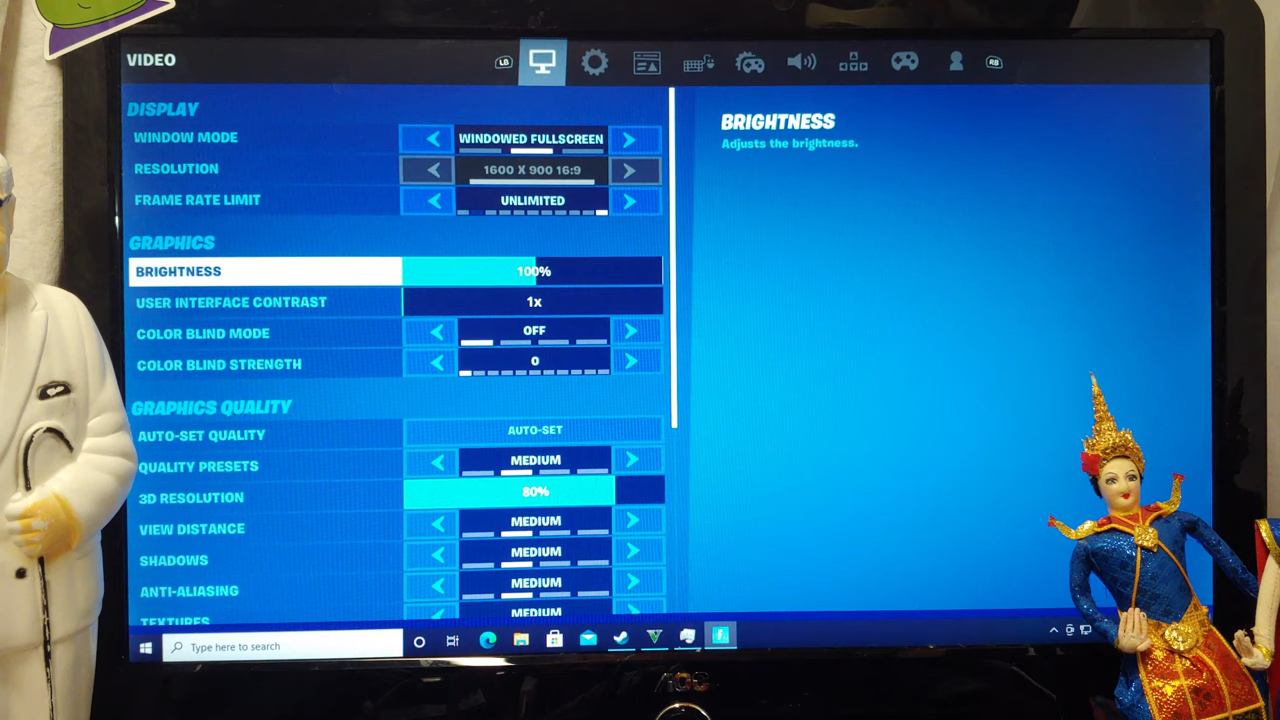 VIDEO
LB
RB
DISPLAY
WINDOW MODE
WINDOWED FULLSCREEN
RESOLUTION
1600 X 900 16:9
FRAME RATE LIMIT
UNLIMITED
GRAPHICS
BRIGHTNESS
100%
USER INTERFACE CONTRAST
1x
COLOR BLIND MODE
OFF
COLOR BLIND STRENGTH
0
GRAPHICS QUALITY
AUTO-SET QUALITY
AUTO-SET
QUALITY PRESETS
MEDIUM
3D RESOLUTION
80%
VIEW DISTANCE
MEDIUM
SHADOWS
MEDIUM
ANTI-ALIASING
MEDIUM
TEXTURES
MEDIUM
BRIGHTNESS
Adjusts the brightness.
Type here to search
AOC